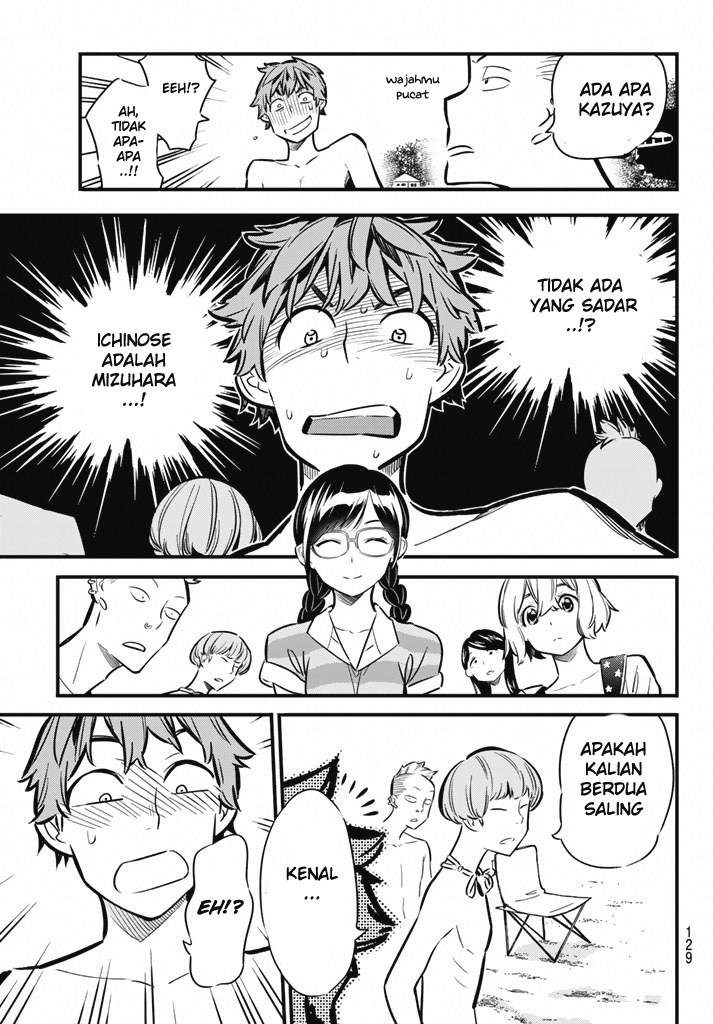 ADA APA
KAZUYA?
wajahmu
pucat
EEH!?
AH,
TIDAK
APA-
APA
..!!
TIDAK ADA
YANG SADAR
..!?
ICHINOSE
ADALAH
MIZUHARA
...!
APAKAH
KALIAN
BERDUA
SALING
KENAL
...
EH!?
129